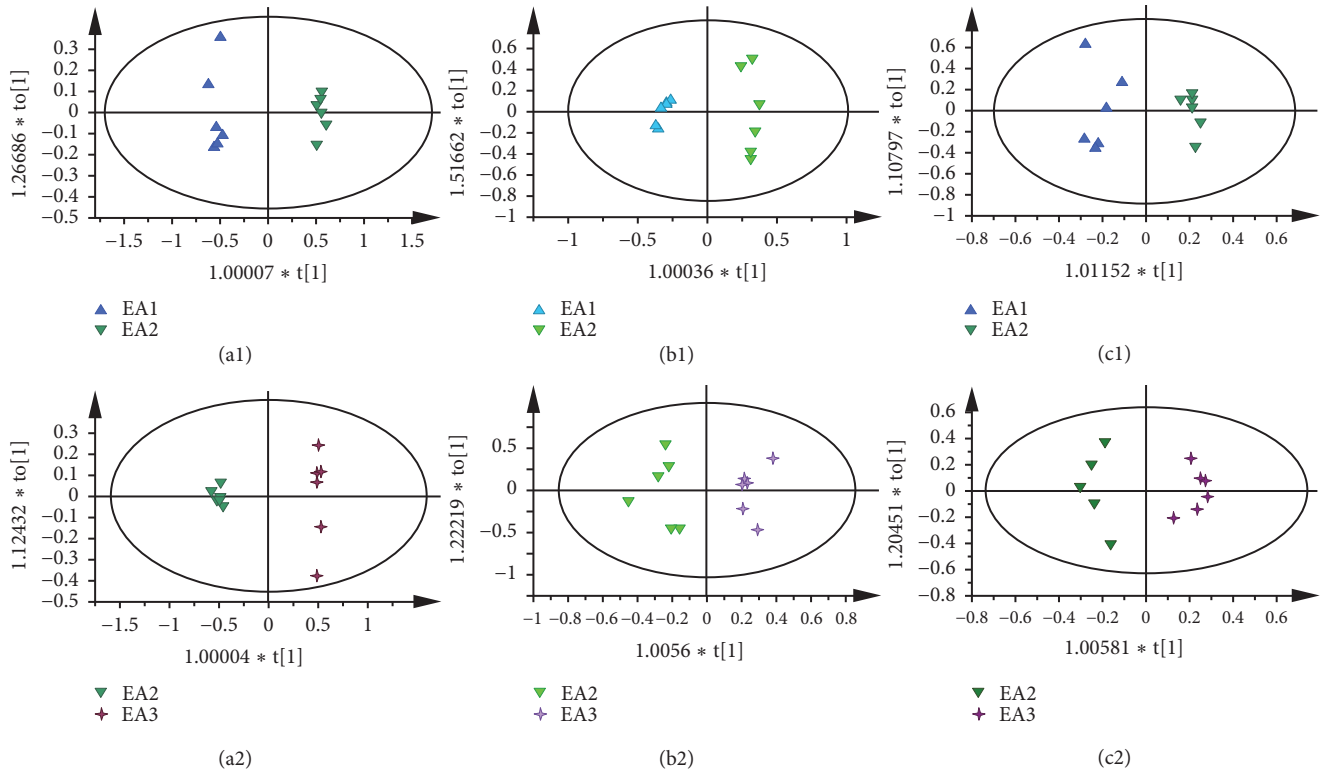 1.26686 * to[1]
0.3
0.2
0.1
0
−0.1
−0.2
−0.3
−0.4
−0.5
−1.5 −1 −0.5 0 0.5 1 1.5
1.00007 * t[1]
EA1
EA2
(a1)
1.51662 * to[1]
0.8
0.6
0.4
0.2
0
−0.2
−0.4
−0.6
−0.8
−1
−1 −0.5 0 0.5 1
1.00036 * t[1]
EA1
EA2
(b1)
1.10797 * to[1]
0.6
0.4
0.2
0
−0.2
−0.4
−0.6
−0.8
−1
−0.8 −0.6 −0.4 −0.2 0 0.2 0.4 0.6
1.01152 * t[1]
EA1
EA2
(c1)
1.12432 * to[1]
0.3
0.2
0.1
0
−0.1
−0.2
−0.3
−0.4
−0.5
−1.5 −1 −0.5 0 0.5 1
1.00004 * t[1]
EA2
EA3
(a2)
1.22219 * to[1]
0.5
0
−0.5
−1
−1 −0.8 −0.6 −0.4 −0.2 0 0.2 0.4 0.6 0.8
1.0056 * t[1]
EA2
EA3
(b2)
1.20451 * to[1]
0.6
0.4
0.2
0
−0.2
−0.4
−0.6
−0.8
−0.8 −0.6 −0.4 −0.2 0 0.2 0.4 0.6
1.00581 * t[1]
EA2
EA3
(c2)